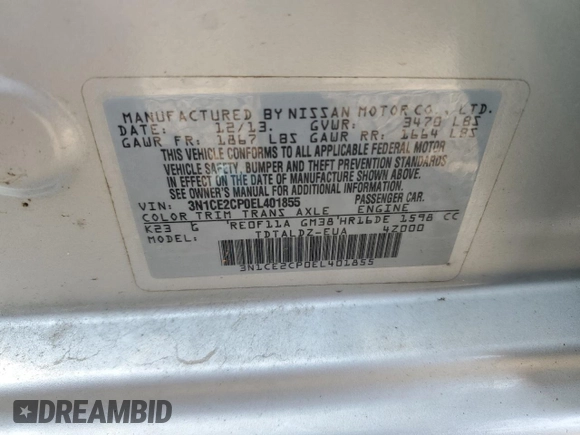 MANUFACTURED BY NISSAN MOTOR CO., LTD.
DATE: 12/13. GVWR: 3470 LBS
GAWR FR: 1867 LBS GAWR RR: 1664 LBS
THIS VEHICLE CONFORMS TO ALL APPLICABLE FEDERAL MOTOR
VEHICLE SAFETY, BUMPER AND THEFT PREVENTION STANDARDS
IN EFFECT ON THE DATE OF MANUFACTURE SHOWN ABOVE.
SEE OWNER'S MANUAL FOR ADDITIONAL INFORMATION.
VIN: 3N1CE2CP0EL401855 PASSENGER CAR.
COLOR TRIM TRANS AXLE ENGINE
K23 G RE0F11A GM38 HR16DE 1598 CC
MODEL: TDTALDZ-EUA 4Z000
3N1CE2CP0EL401855
DREAMBID